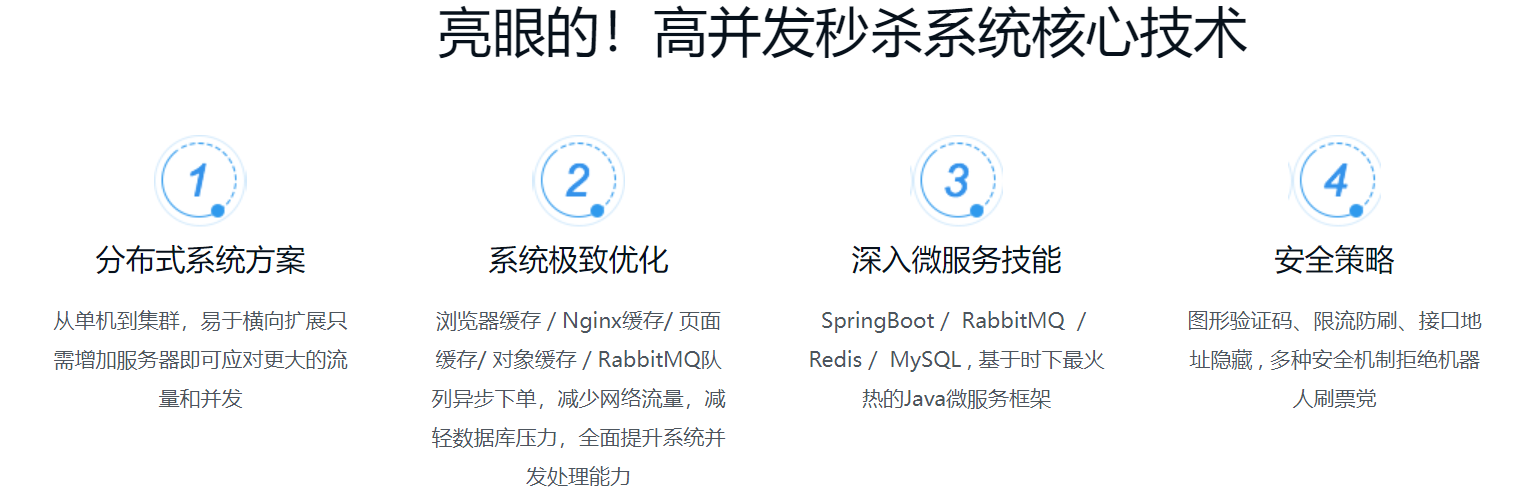 亮眼的！高并发秒杀系统核心技术
1
分布式系统方案
从单机到集群，易于横向扩展只
需增加服务器即可应对更大的流
量和并发
2
系统极致优化
浏览器缓存 / Nginx缓存/ 页面
缓存/ 对象缓存 / RabbitMQ队
列异步下单，减少网络流量，减
轻数据库压力，全面提升系统并
发处理能力
3
深入微服务技能
SpringBoot / RabbitMQ /
Redis / MySQL , 基于时下最火
热的Java微服务框架
4
安全策略
图形验证码、限流防刷、接口地
址隐藏 , 多种安全机制拒绝机器
人刷票党